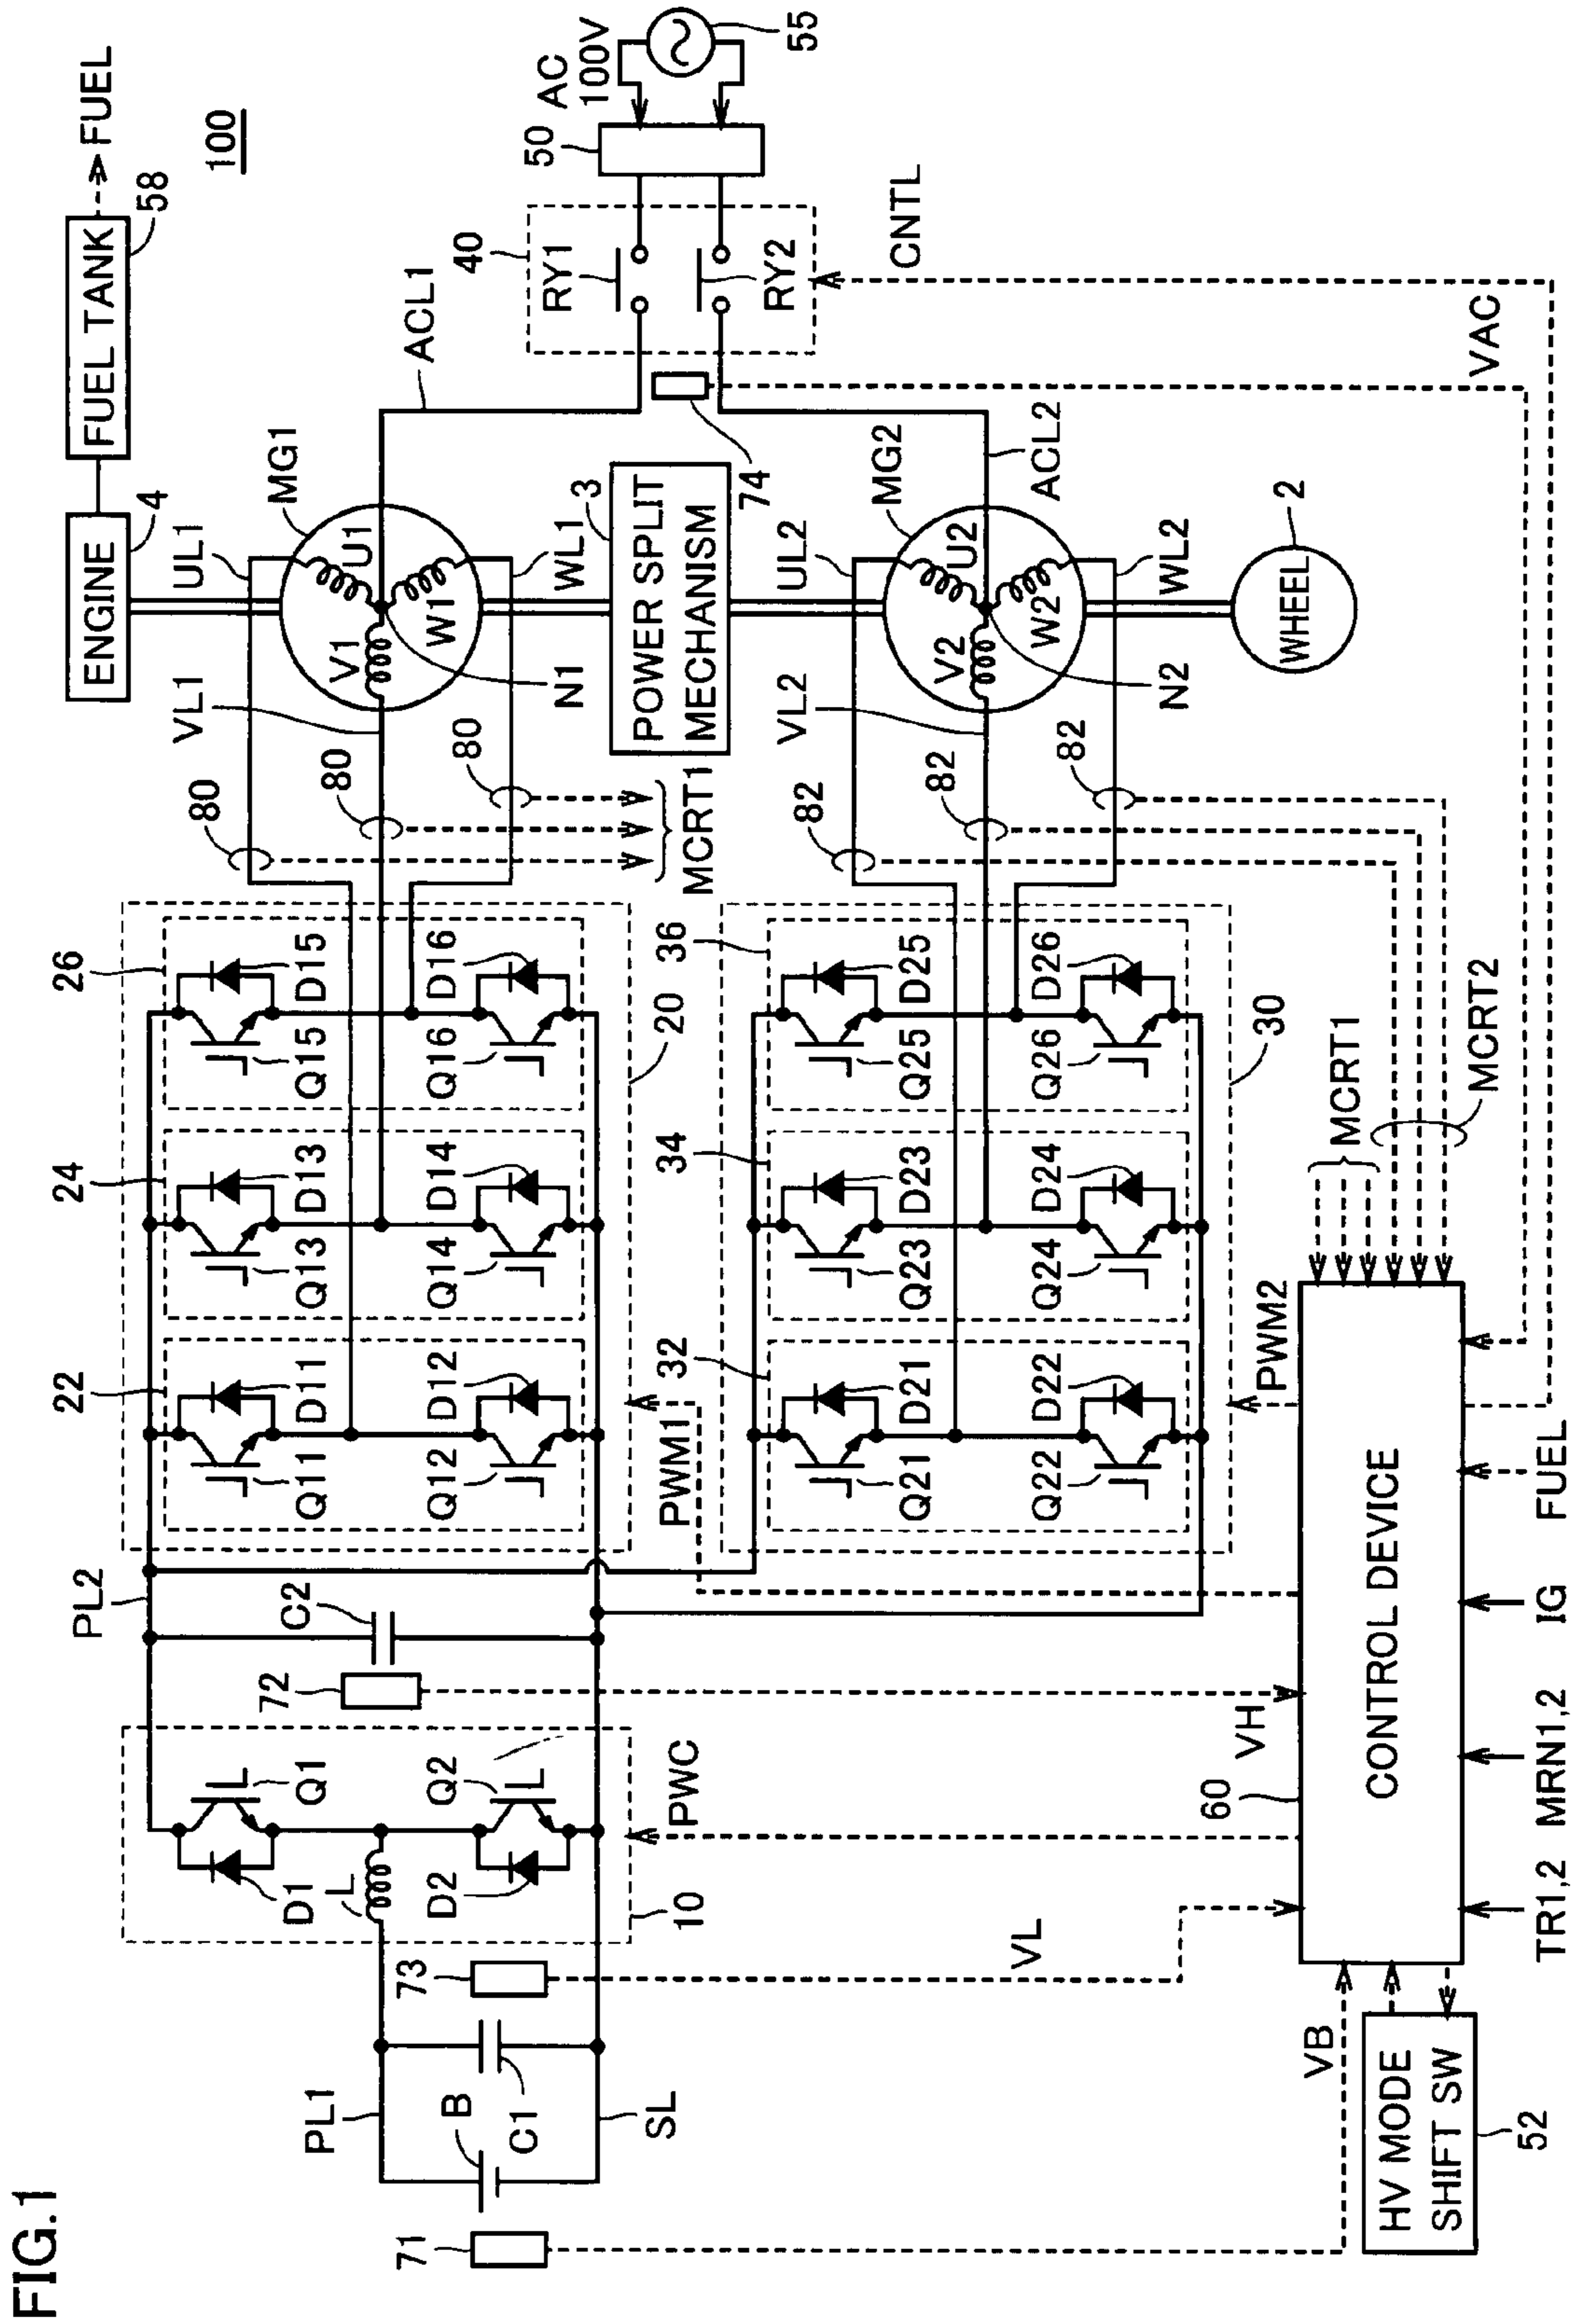 FIG.1
100
ENGINE
4
FUEL TANK
58
FUEL
PL2
22
24
26
Q11
D11
Q13
D13
Q15
D15
Q12
D12
Q14
D14
Q16
D16
20
VL1
UL1
MG1
V1
U1
W1
N1
WL1
80
80
80
MCRT1
ACL1
40
RY1
RY2
50
AC
100V
55
CNTL
72
C2
Q1
D1
L
Q2
D2
10
PWC
PL1
B
C1
SL
71
73
PWM1
3
POWER SPLIT
MECHANISM
74
32
34
36
Q21
D21
Q23
D23
Q25
D25
Q22
D22
Q24
D24
Q26
D26
30
VL2
UL2
MG2
V2
U2
W2
N2
WL2
82
82
82
ACL2
WHEEL
2
VAC
VL
VH
VB
60
PWM2
MCRT1
MCRT2
CONTROL DEVICE
HV MODE
SHIFT SW
52
TR1,2
MRN1,2
IG
FUEL